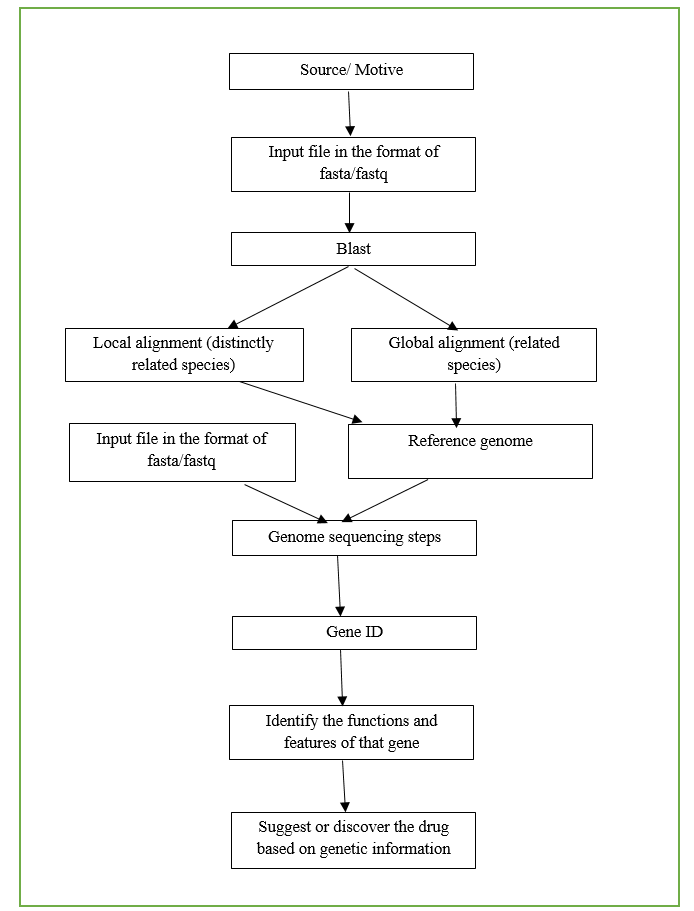 Source/ Motive
Input file in the format of
fasta/fastq
Blast
Local alignment (distinctly
related species)
Global alignment (related
species)
Input file in the format of
fasta/fastq
Reference genome
Genome sequencing steps
Gene ID
Identify the functions and
features of that gene
Suggest or discover the drug
based on genetic information